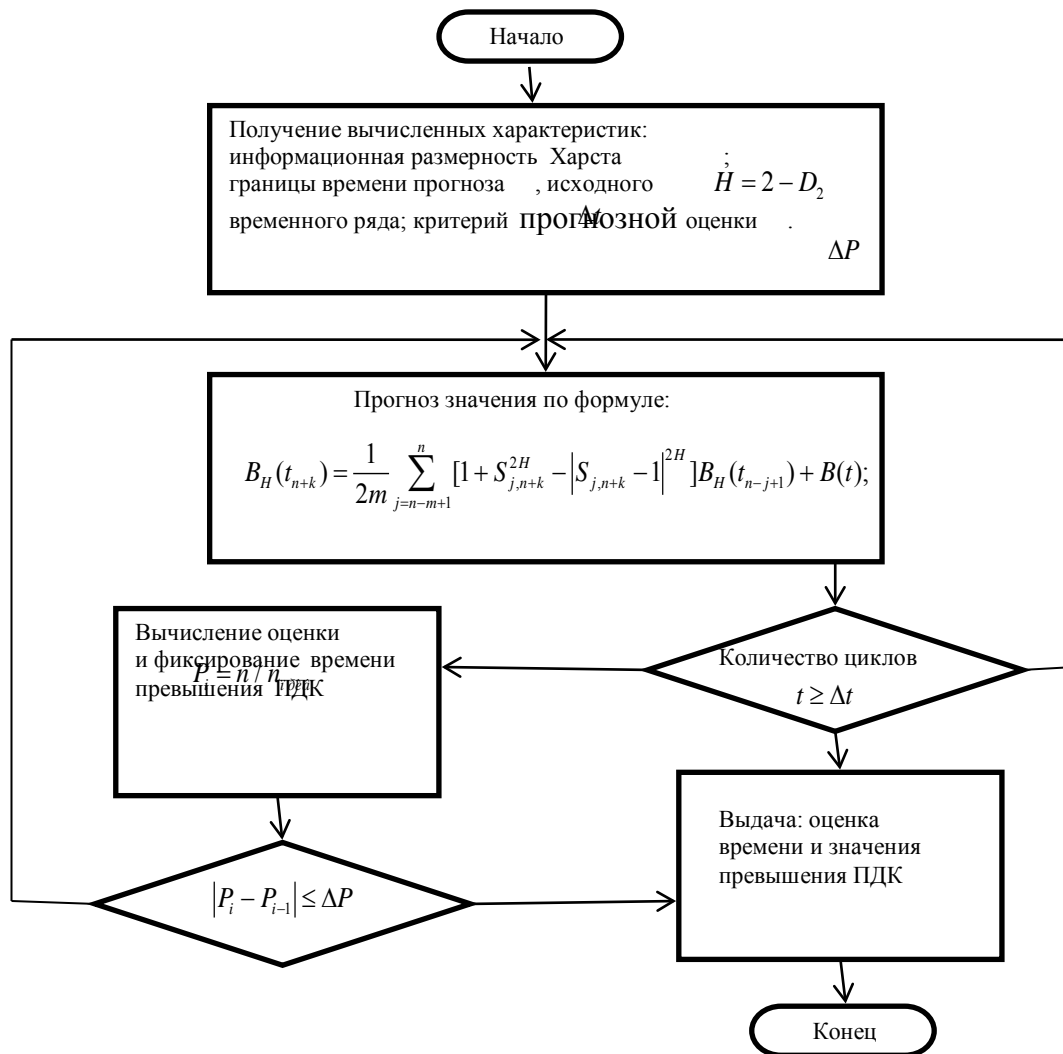 Начало
Получение вычисленных характеристик:
информационная размерность Харста ;
границы времени прогноза , исходного H = 2 − D₂
временного ряда; критерий прогнозной оценки .
Δt
ΔP
Прогноз значения по формуле:
B_H(t_{n+k}) = \frac{1}{2m} \sum_{j=n-m+1}^{n} [1 + S_{j,n+k}^{2H} − |S_{j,n+k} − 1|^{2H}]B_H(t_{n−j+1}) + B(t);
Вычисление оценки
и фиксирование времени
P_i = n / n
превышения ПДК
Количество циклов
t ≥ Δt
Выдача: оценка
времени и значения
превышения ПДК
|P_i − P_{i−1}| ≤ ΔP
Конец